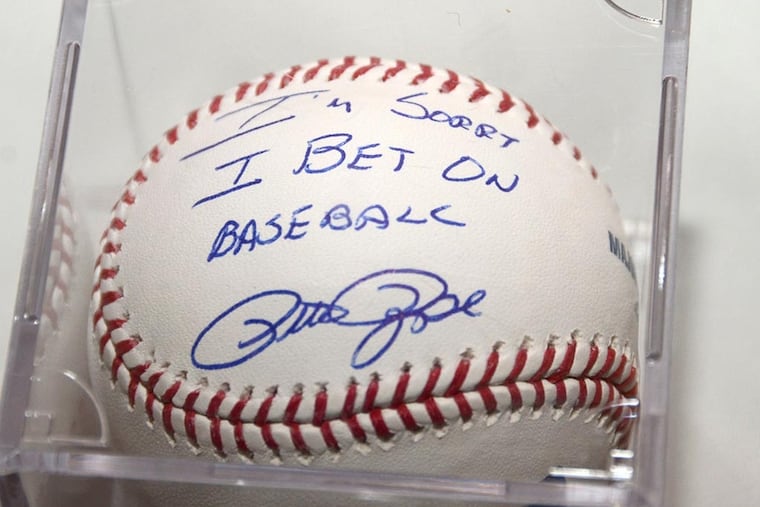 I'm Sorry
I Bet On
Baseball
Pete Rose